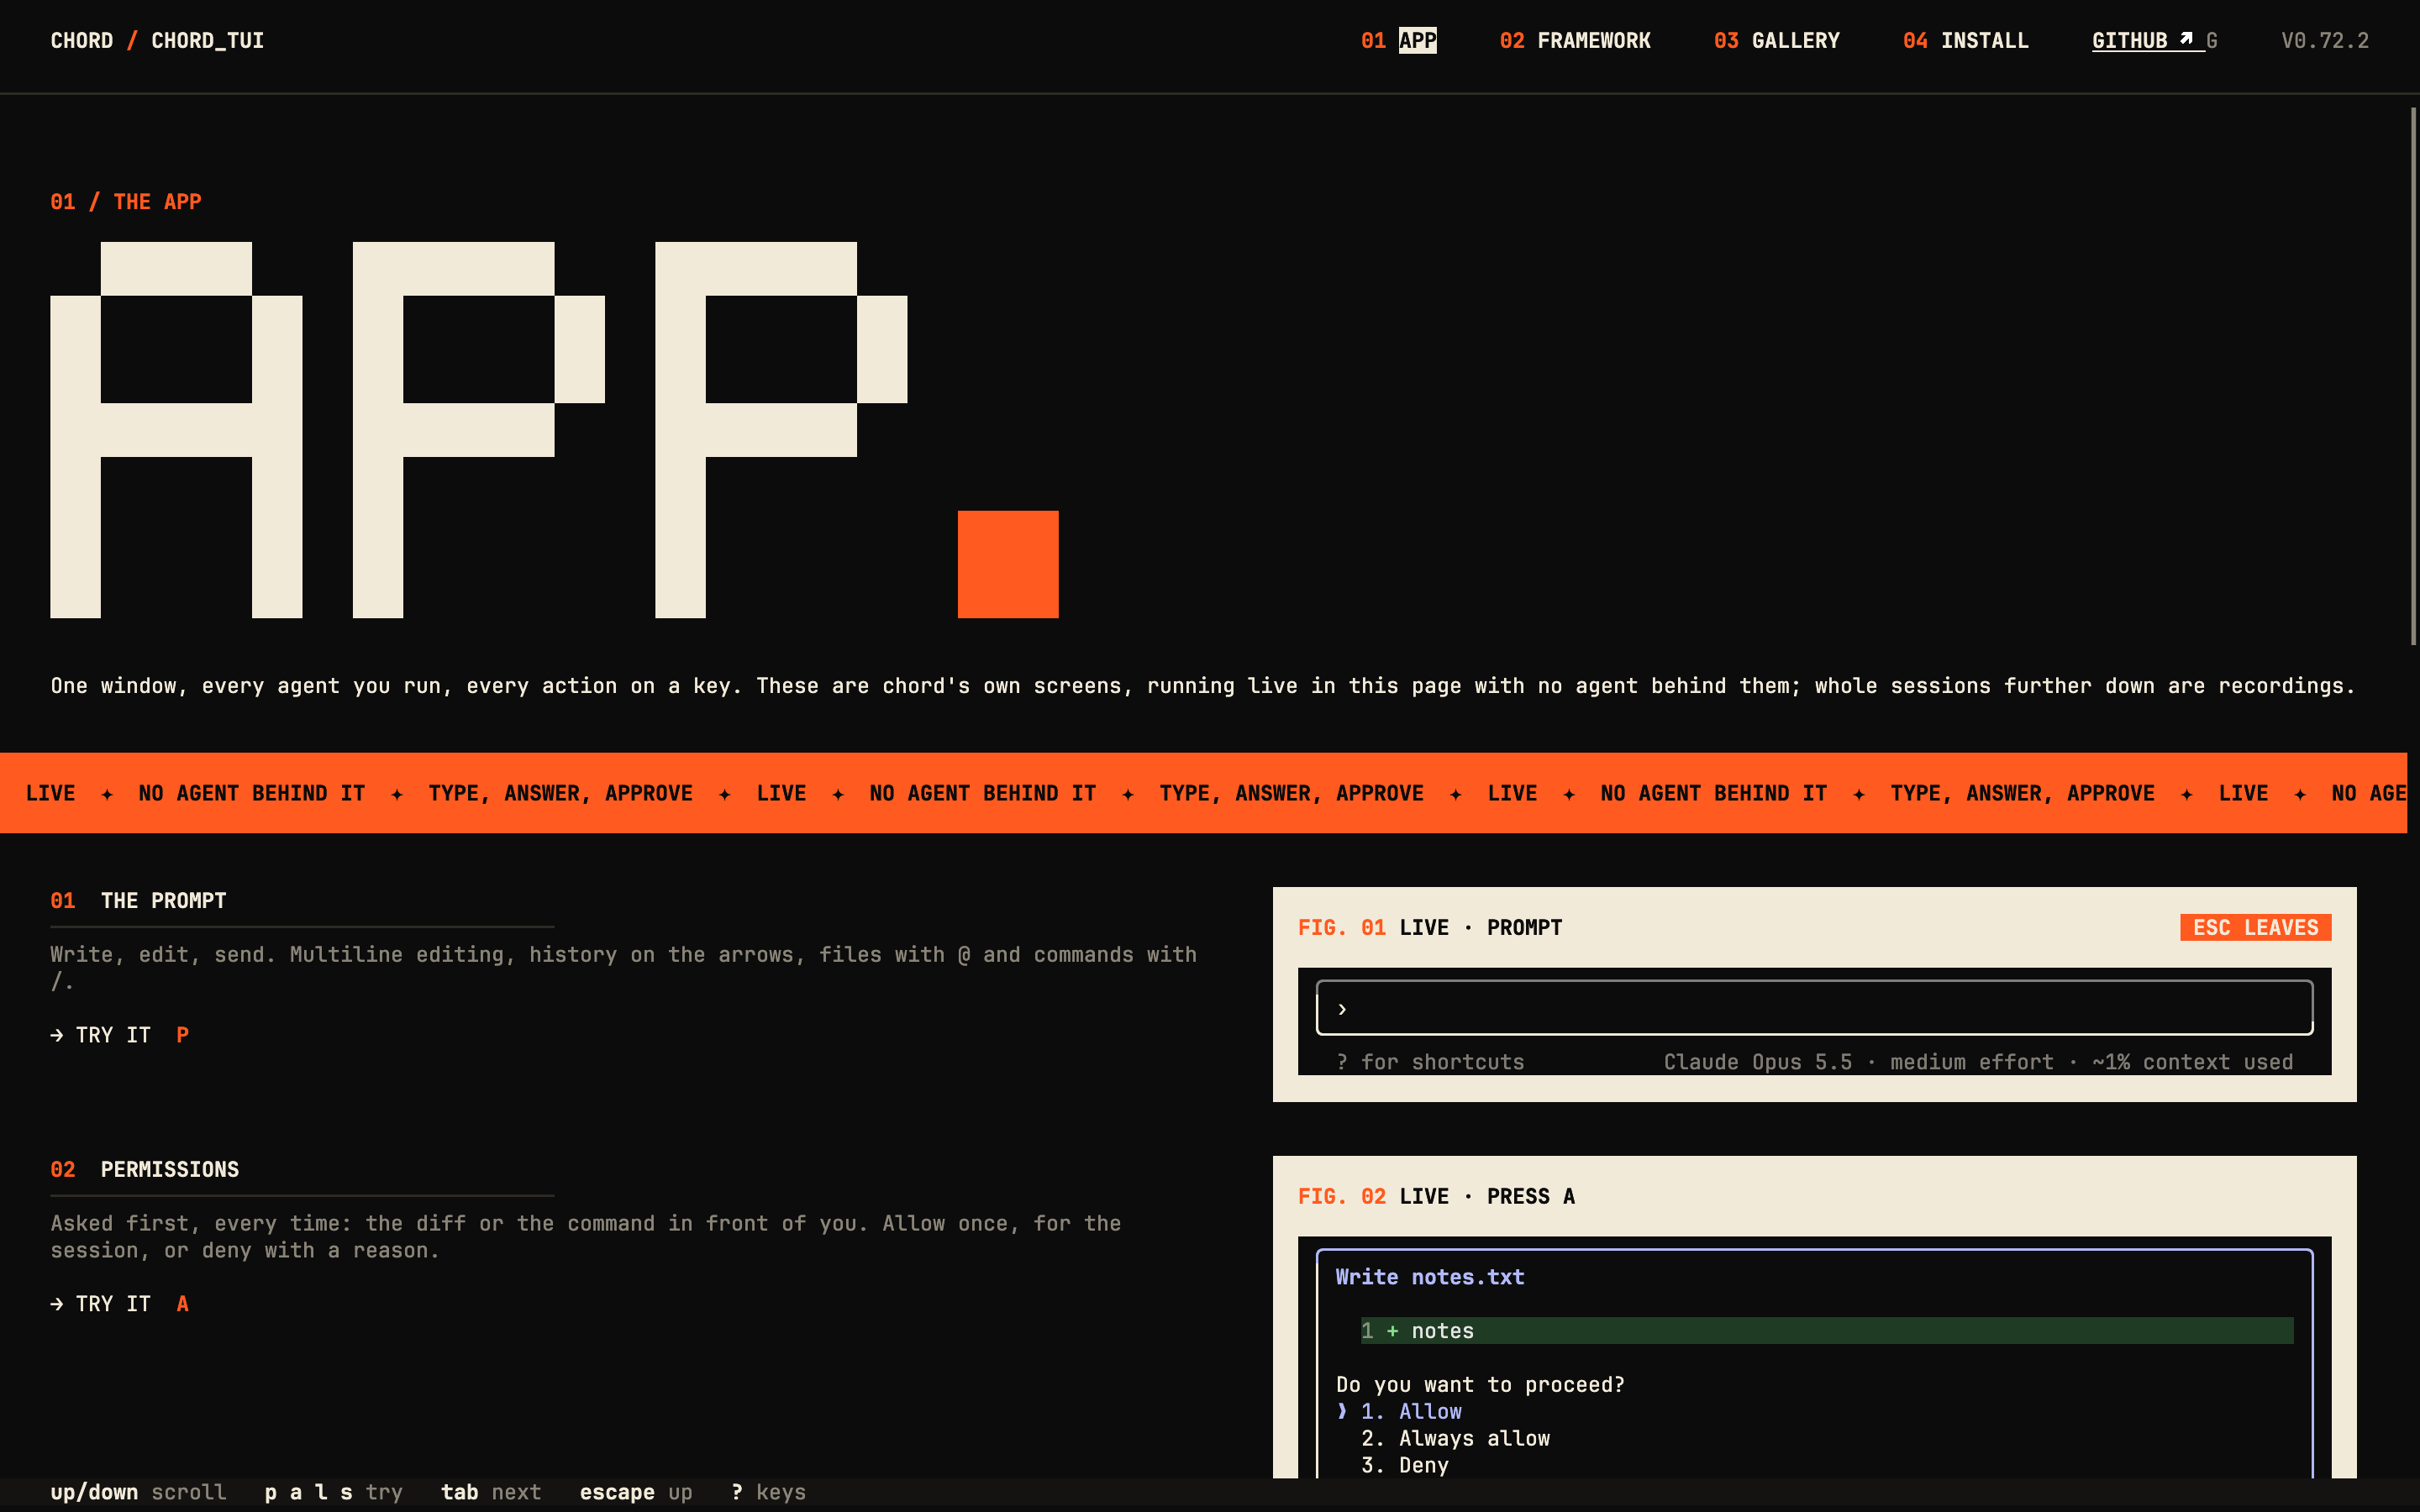 CHORD / CHORD_TUI 01 APP 02 FRAMEWORK 03 GALLERY 04 INSTALL GITHUB ↗ G V0.72.2
01 / THE APP
APP.
One window, every agent you run, every action on a key. These are chord's own screens, running live in this page with no agent behind them; whole sessions further down are recordings.
LIVE ✦ NO AGENT BEHIND IT ✦ TYPE, ANSWER, APPROVE ✦ LIVE ✦ NO AGENT BEHIND IT ✦ TYPE, ANSWER, APPROVE ✦ LIVE ✦ NO AGENT BEHIND IT ✦ TYPE, ANSWER, APPROVE ✦ LIVE ✦ NO AGE
01 THE PROMPT
Write, edit, send. Multiline editing, history on the arrows, files with @ and commands with
/.
→ TRY IT P
FIG. 01 LIVE · PROMPT ESC LEAVES
›
? for shortcuts Claude Opus 5.5 · medium effort · ~1% context used
02 PERMISSIONS
Asked first, every time: the diff or the command in front of you. Allow once, for the
session, or deny with a reason.
→ TRY IT A
FIG. 02 LIVE · PRESS A
Write notes.txt
1 + notes
Do you want to proceed?
❯ 1. Allow
2. Always allow
3. Deny
up/down scroll p a l s try tab next escape up ? keys